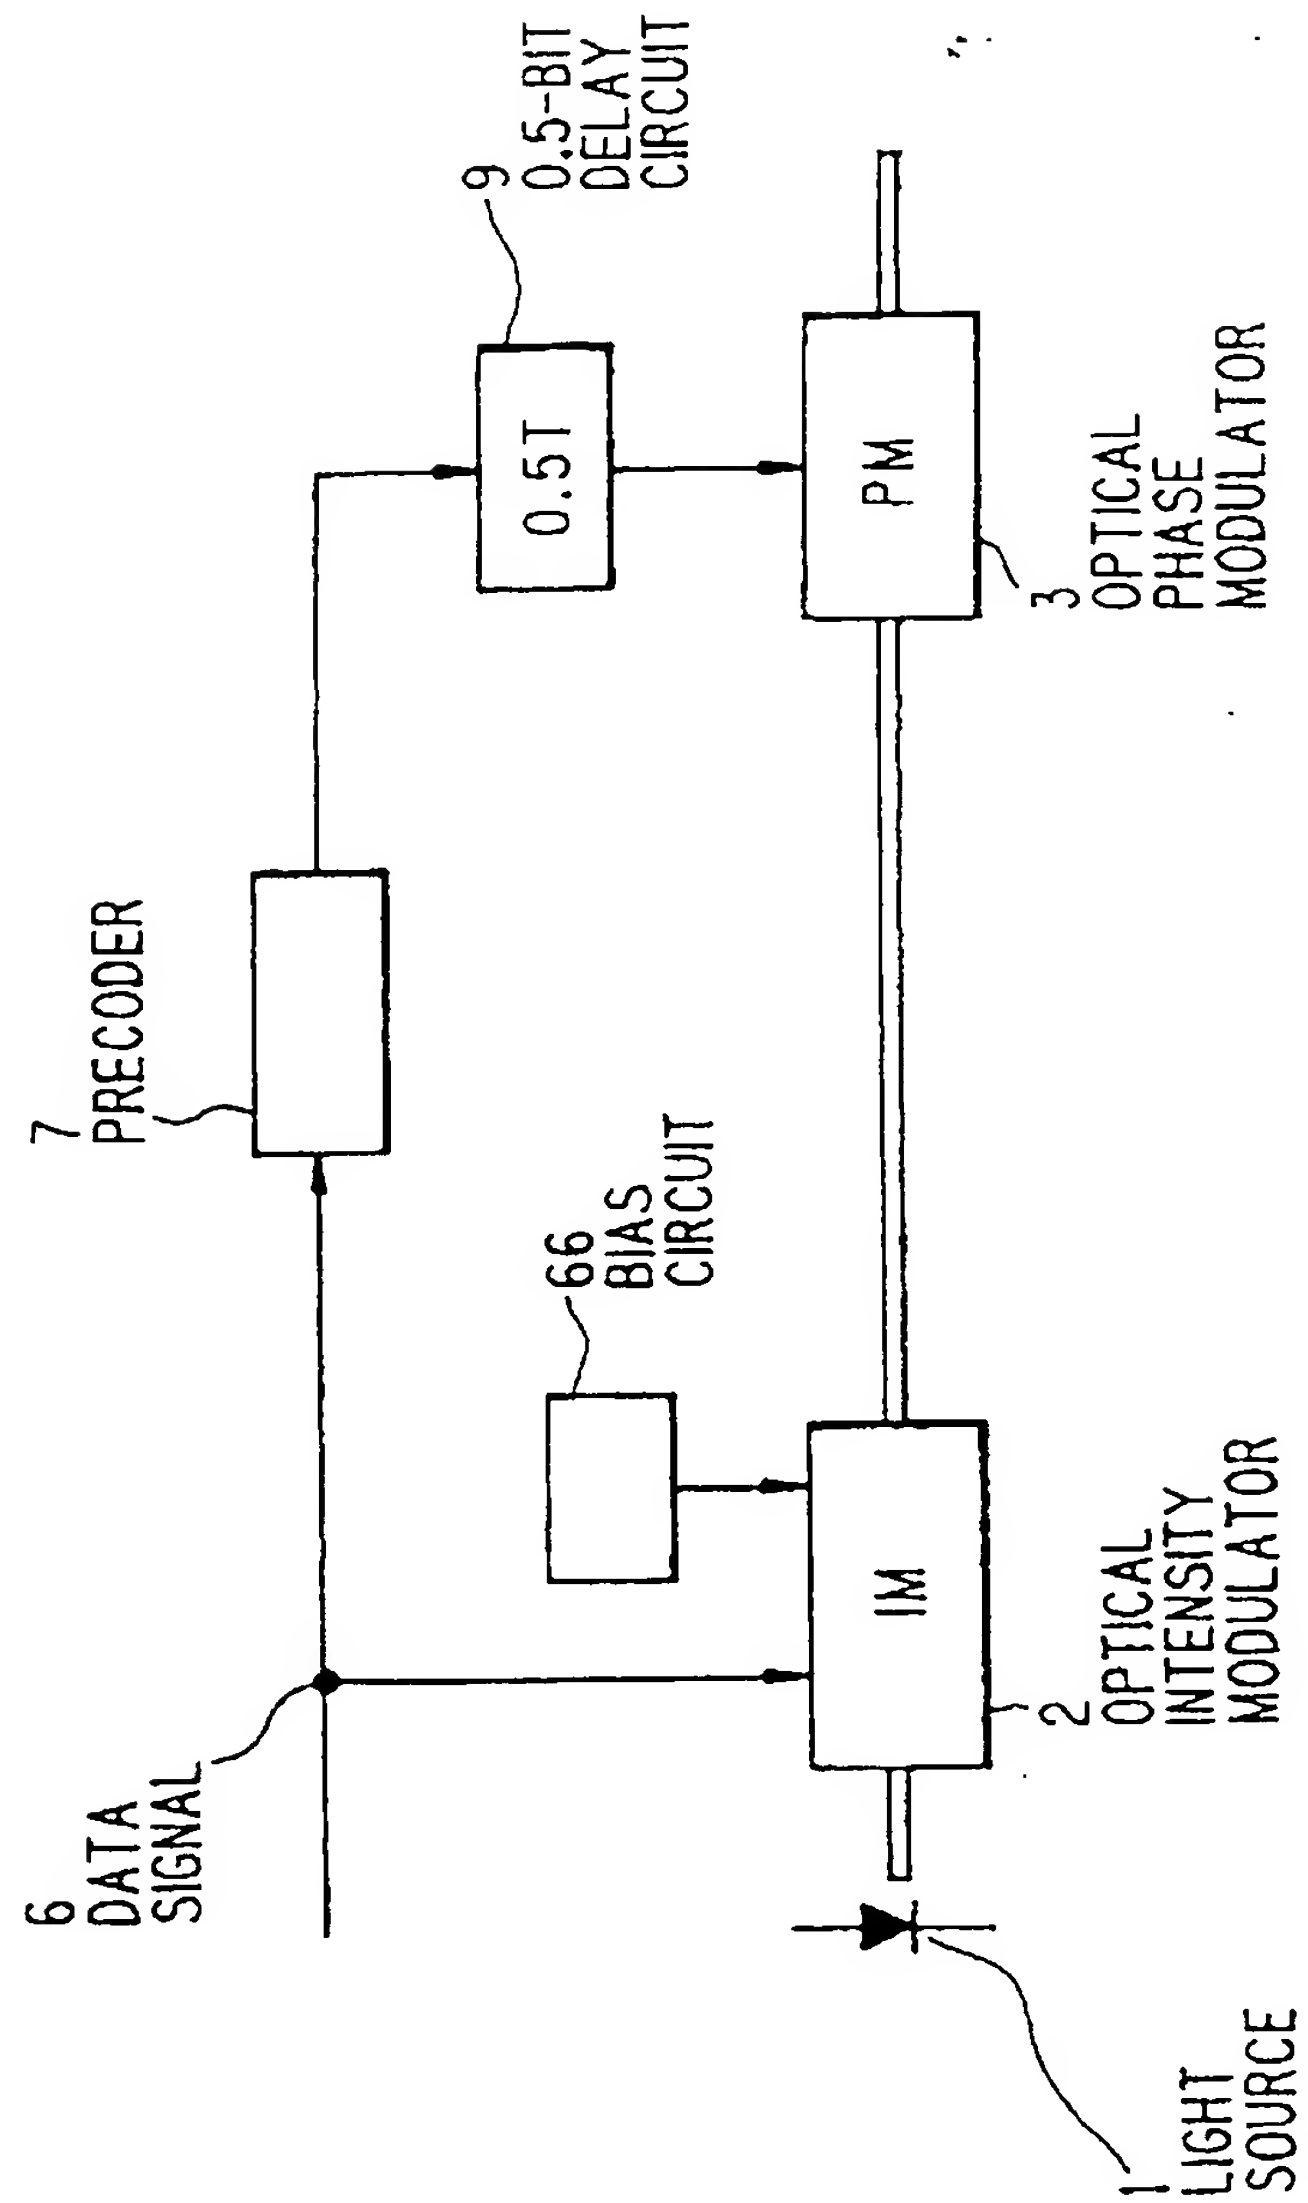 6
DATA
SIGNAL
7
PRECODER
9
0.5-BIT
DELAY
CIRCUIT
66
BIAS
CIRCUIT
0.5T
IM
PM
1
LIGHT
SOURCE
2
OPTICAL
INTENSITY
MODULATOR
3
OPTICAL
PHASE
MODULATOR